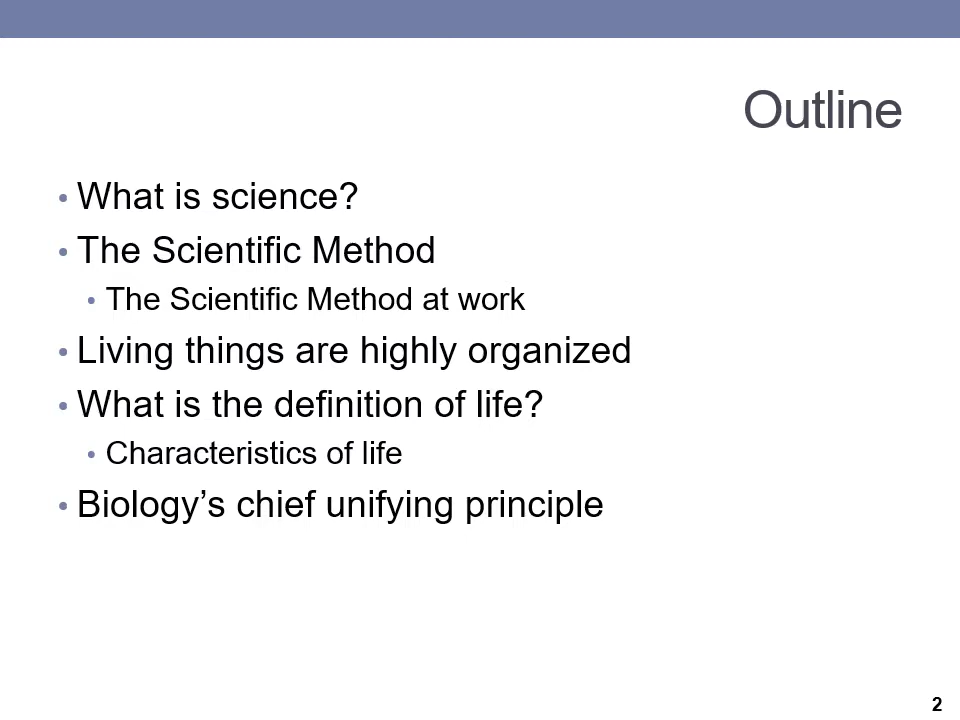 Outline
• What is science?
• The Scientific Method
• The Scientific Method at work
• Living things are highly organized
• What is the definition of life?
• Characteristics of life
• Biology’s chief unifying principle
2